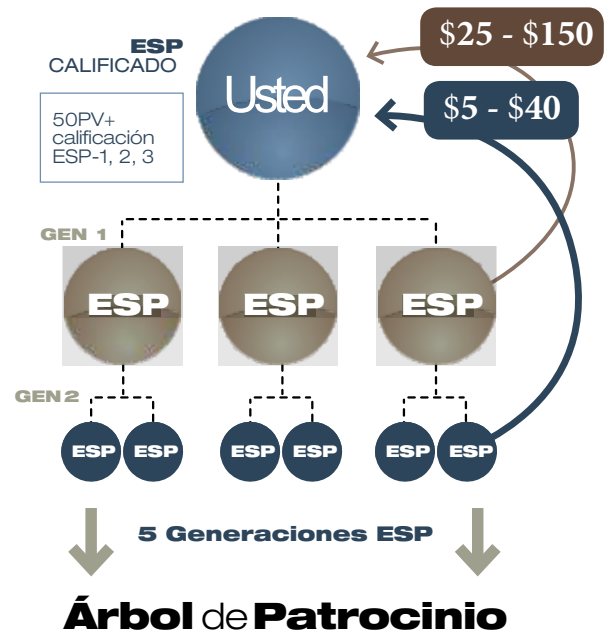 ESP
CALIFICADO
50PV+
calificación
ESP-1, 2, 3
Usted
$25 - $150
$5 - $40
GEN 1
ESP
ESP
ESP
GEN 2
ESP
ESP
ESP
ESP
ESP
ESP
5 Generaciones ESP
Árbol de Patrocinio